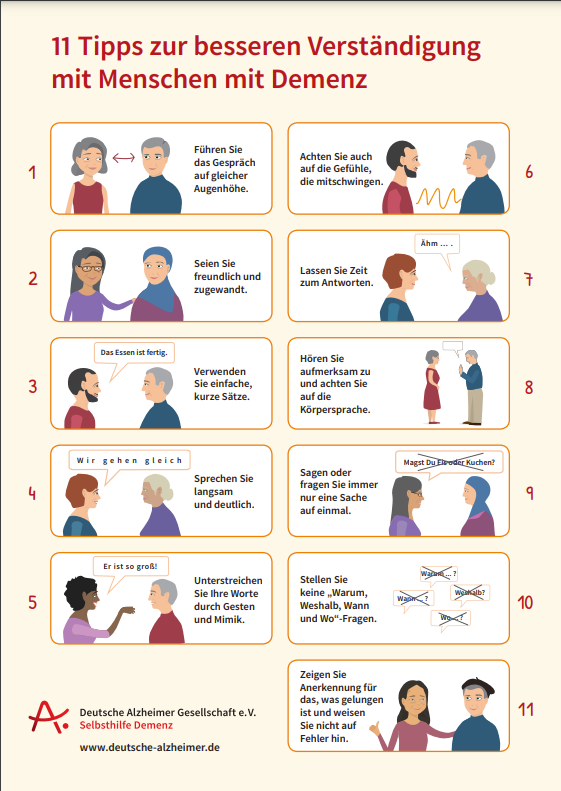 11 Tipps zur besseren Verständigung
mit Menschen mit Demenz
1
Führen Sie
das Gespräch
auf gleicher
Augenhöhe.
2
Seien Sie
freundlich und
zugewandt.
3
Das Essen ist fertig.
Verwenden
Sie einfache,
kurze Sätze.
4
Wir gehen gleich
Sprechen Sie
langsam
und deutlich.
5
Er ist so groß!
Unterstreichen
Sie Ihre Worte
durch Gesten
und Mimik.
6
Achten Sie auch
auf die Gefühle,
die mitschwingen.
7
Ähm ... .
Lassen Sie Zeit
zum Antworten.
8
Hören Sie
aufmerksam zu
und achten Sie
auf die
Körpersprache.
9
Magst Du Eis oder Kuchen?
Sagen oder
fragen Sie immer
nur eine Sache
auf einmal.
10
Stellen Sie
keine „Warum,
Weshalb, Wann
und Wo“-Fragen.
Warum ... ?
Weshalb?
Wann ... ?
Wo ... ?
11
Zeigen Sie
Anerkennung für
das, was gelungen
ist und weisen
Sie nicht auf
Fehler hin.
Deutsche Alzheimer Gesellschaft e.V.
Selbsthilfe Demenz
www.deutsche-alzheimer.de